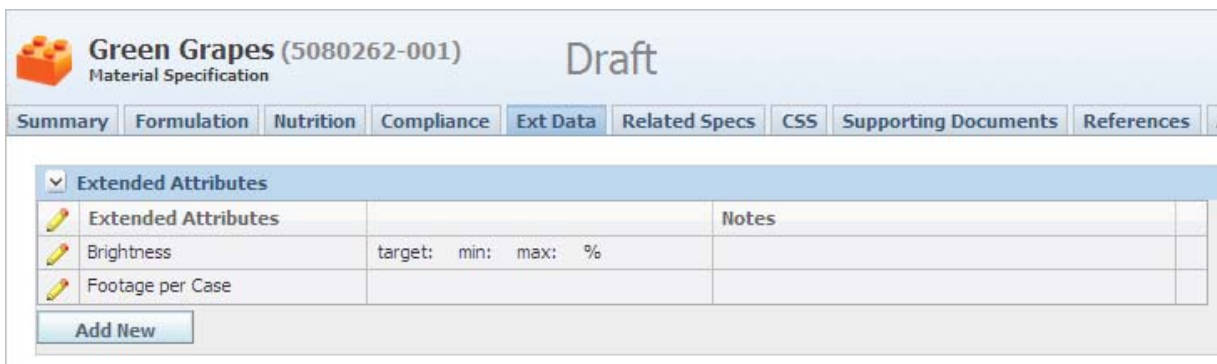 Green Grapes (5080262-001) Draft
Material Specification
Summary Formulation Nutrition Compliance Ext Data Related Specs CSS Supporting Documents References
Extended Attributes
Extended Attributes Notes
Brightness target: min: max: %
Footage per Case
Add New